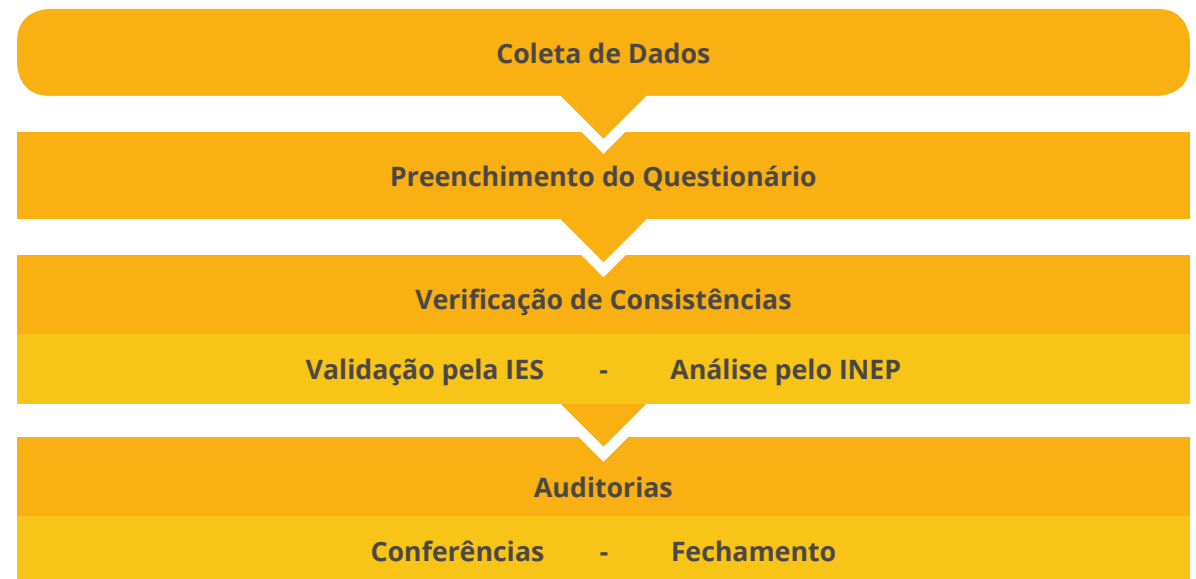 Coleta de Dados
Preenchimento do Questionário
Verificação de Consistências
Validação pela IES - Análise pelo INEP
Auditorias
Conferências - Fechamento